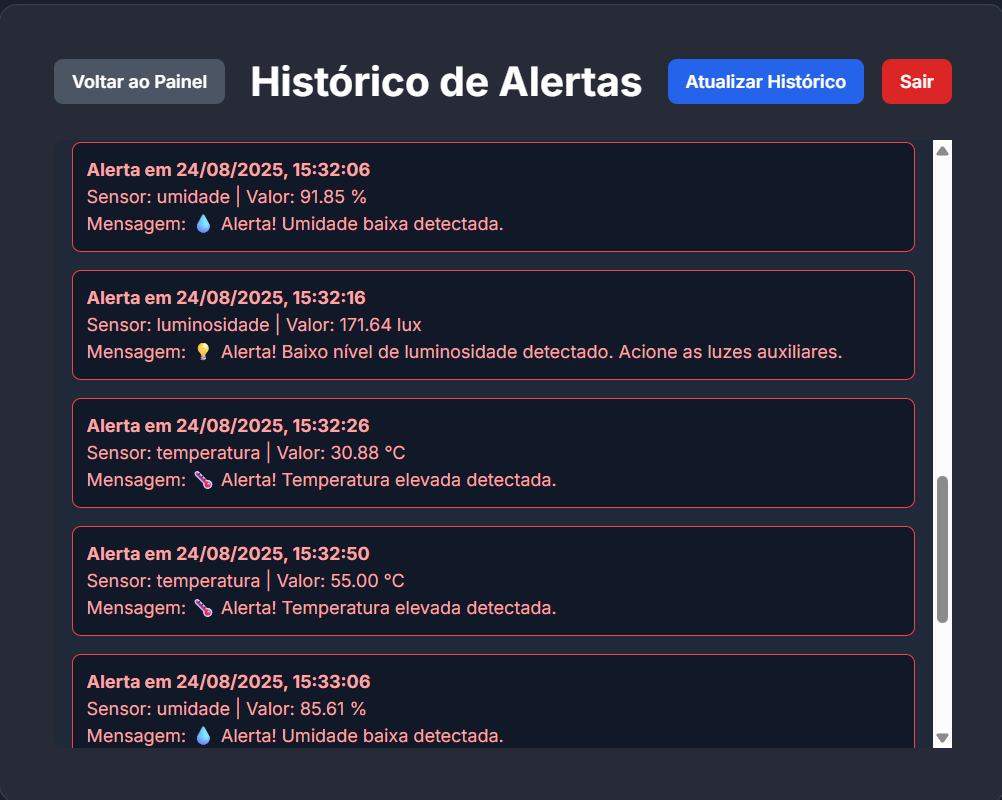 Voltar ao Painel
Histórico de Alertas
Atualizar Histórico
Sair
Alerta em 24/08/2025, 15:32:06
Sensor: umidade | Valor: 91.85 %
Mensagem: 💧 Alerta! Umidade baixa detectada.
Alerta em 24/08/2025, 15:32:16
Sensor: luminosidade | Valor: 171.64 lux
Mensagem: 💡 Alerta! Baixo nível de luminosidade detectado. Acione as luzes auxiliares.
Alerta em 24/08/2025, 15:32:26
Sensor: temperatura | Valor: 30.88 °C
Mensagem: 🌡️ Alerta! Temperatura elevada detectada.
Alerta em 24/08/2025, 15:32:50
Sensor: temperatura | Valor: 55.00 °C
Mensagem: 🌡️ Alerta! Temperatura elevada detectada.
Alerta em 24/08/2025, 15:33:06
Sensor: umidade | Valor: 85.61 %
Mensagem: 💧 Alerta! Umidade baixa detectada.